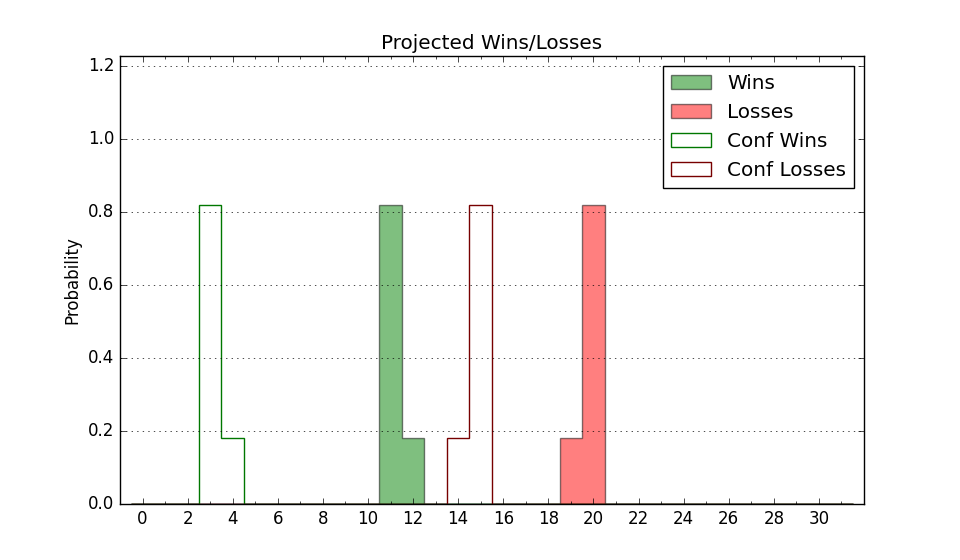 Projected Wins/Losses
1.2
1.0
0.8
0.6
0.4
0.2
0.0
Probability
Wins
Losses
Conf Wins
Conf Losses
0 2 4 6 8 10 12 14 16 18 20 22 24 26 28 30